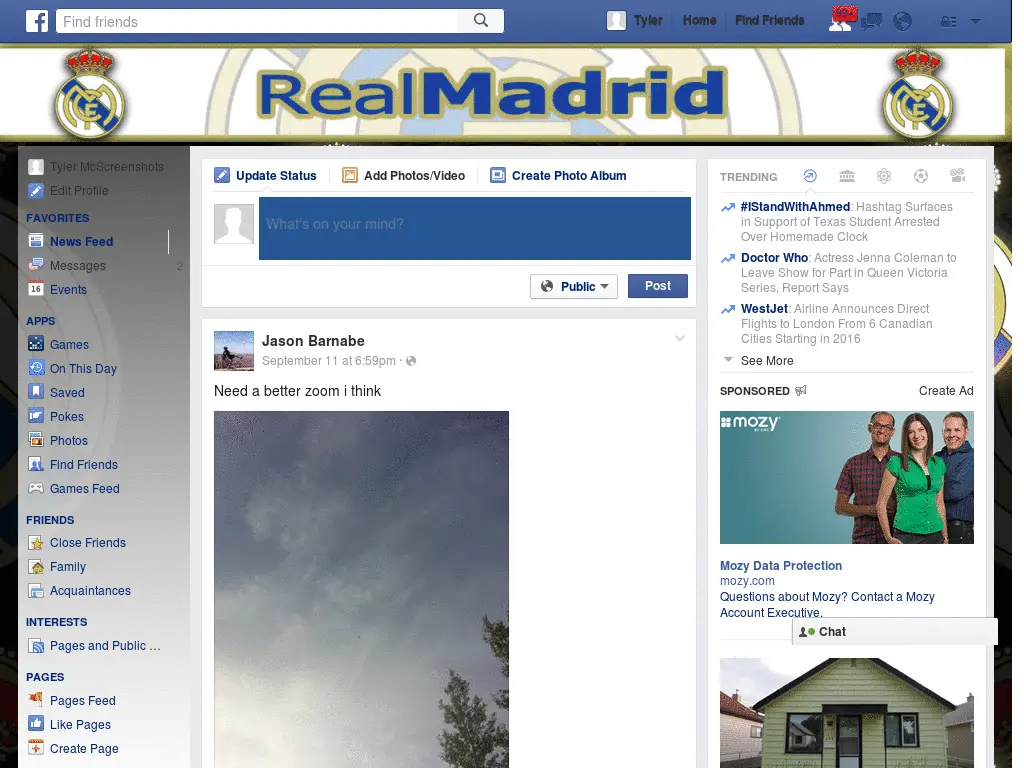 Find friends
Tyler
Home
Find Friends
99+
RealMadrid
Tyler McScreenshots
Edit Profile
FAVORITES
News Feed
Messages
2
16
Events
APPS
Games
On This Day
Saved
Pokes
Photos
Find Friends
Games Feed
FRIENDS
Close Friends
Family
Acquaintances
INTERESTS
Pages and Public ...
PAGES
Pages Feed
Like Pages
Create Page
Update Status
Add Photos/Video
Create Photo Album
What's on your mind?
Public
Post
Jason Barnabe
September 11 at 6:59pm ·
Need a better zoom i think
TRENDING
#IStandWithAhmed: Hashtag Surfaces
in Support of Texas Student Arrested
Over Homemade Clock
Doctor Who: Actress Jenna Coleman to
Leave Show for Part in Queen Victoria
Series, Report Says
WestJet: Airline Announces Direct
Flights to London From 6 Canadian
Cities Starting in 2016
See More
SPONSORED
Create Ad
mozy
Mozy Data Protection
mozy.com
Questions about Mozy? Contact a Mozy
Account Executive.
Chat